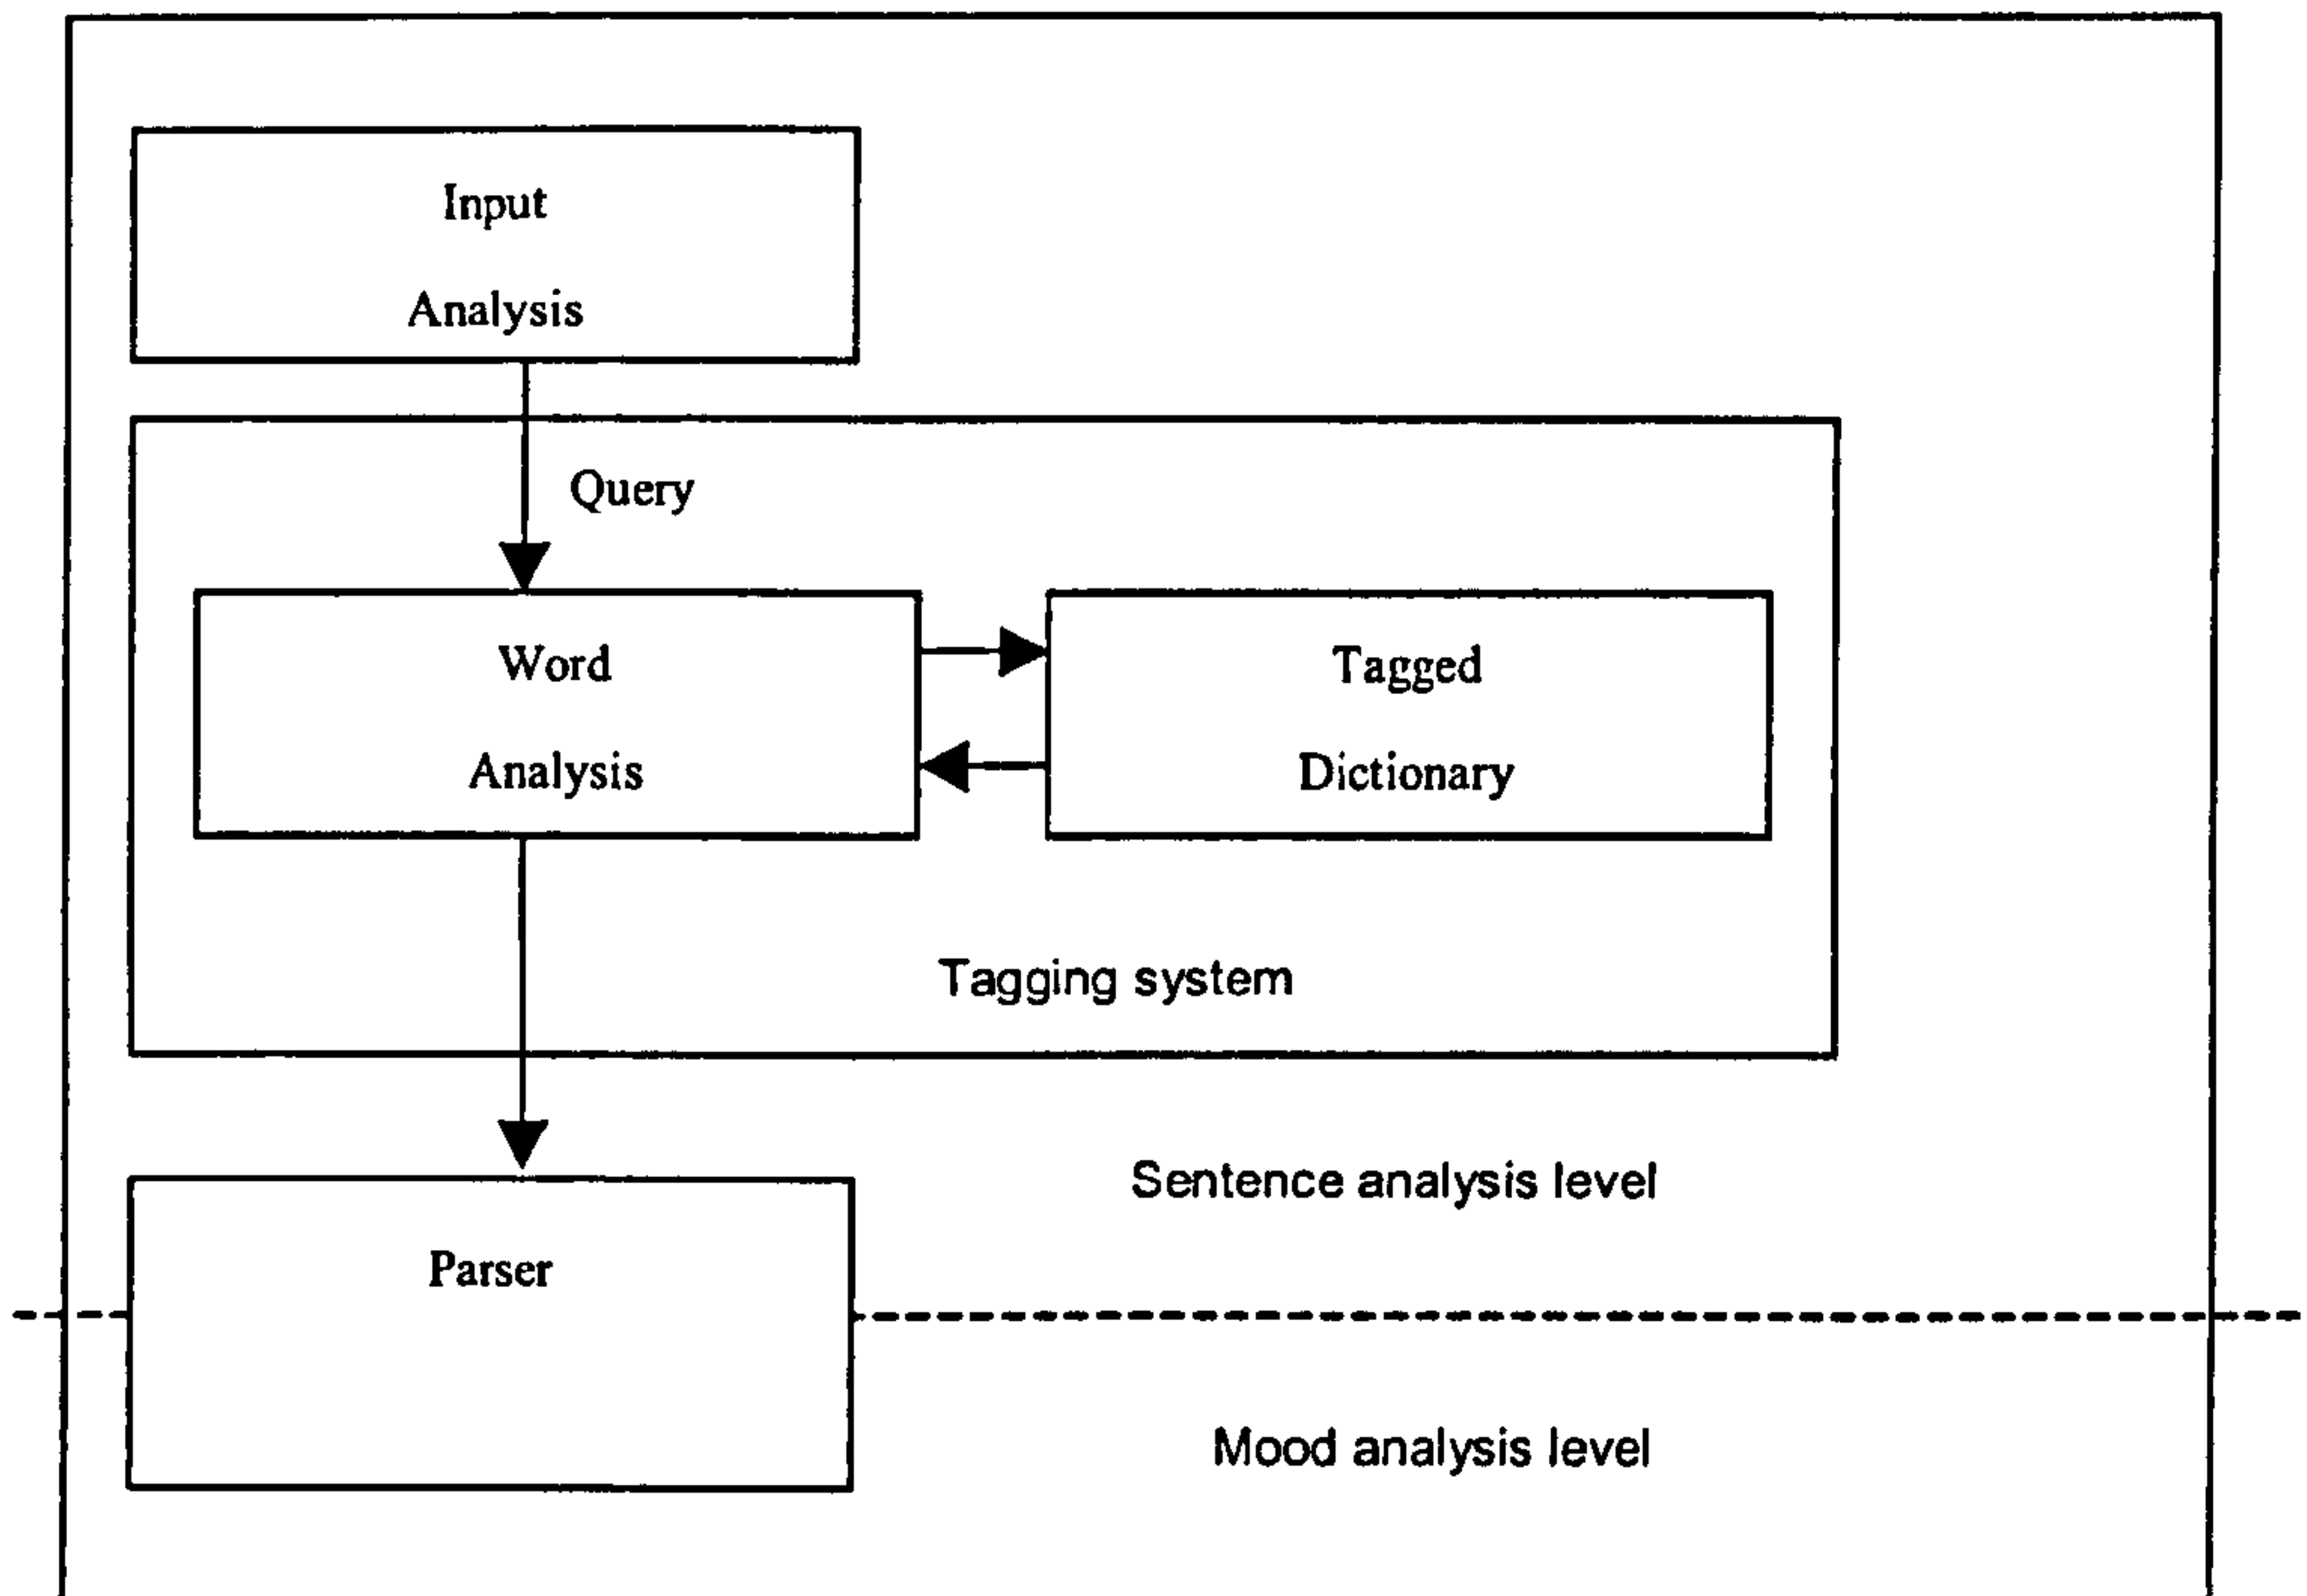 Input
Analysis
Query
Word
Analysis
Tagged
Dictionary
Tagging system
Sentence analysis level
Parser
Mood analysis level